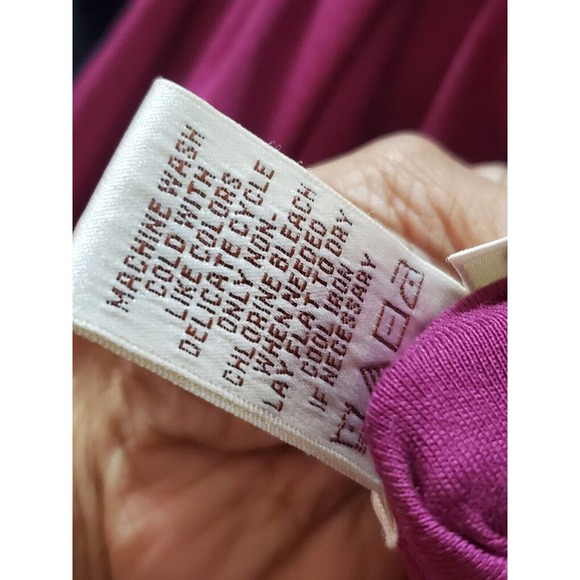 MACHINE WASH
COLD WITH
LIKE COLORS
DELICATE CYCLE
ONLY NON-
CHLORINE BLEACH
WHEN NEEDED
LAY FLAT TO DRY
COOL IRON
IF NECESSARY